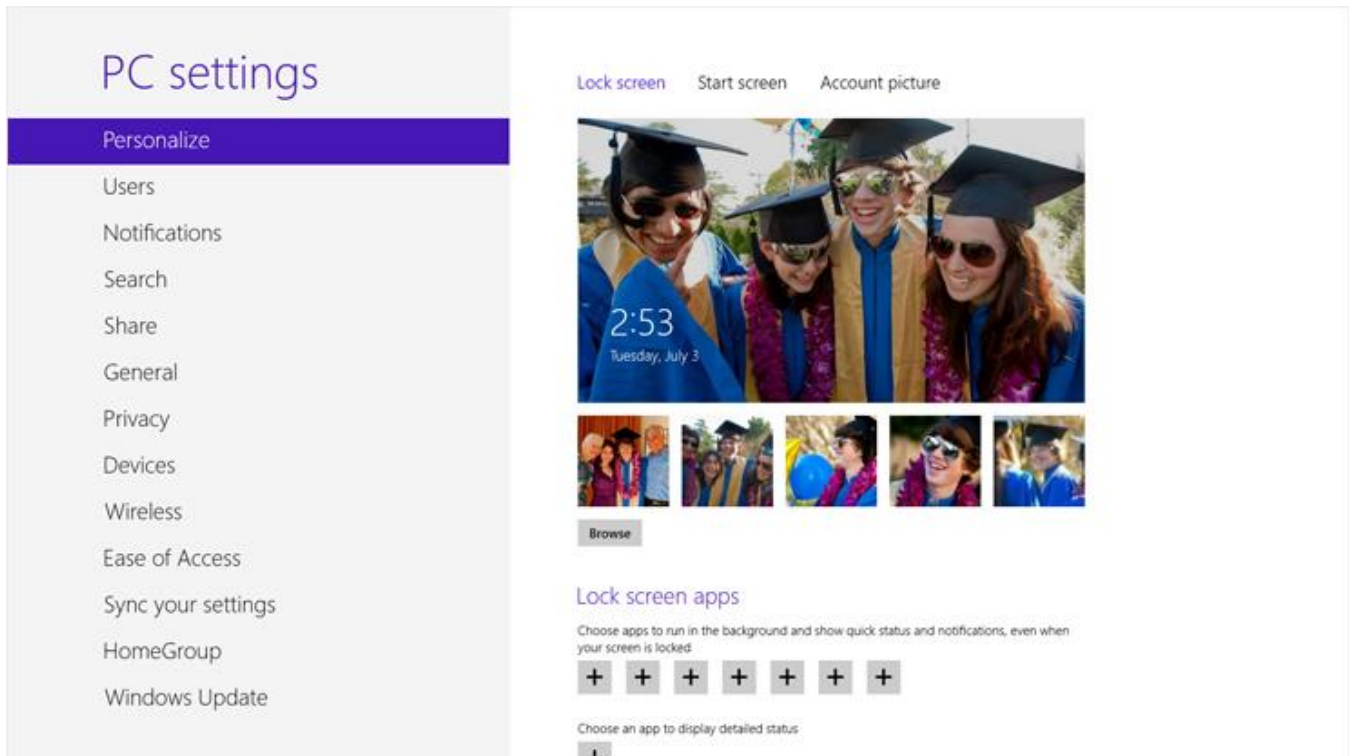 PC settings
Personalize
Users
Notifications
Search
Share
General
Privacy
Devices
Wireless
Ease of Access
Sync your settings
HomeGroup
Windows Update
Lock screen Start screen Account picture
2:53
Tuesday, July 3
Browse
Lock screen apps
Choose apps to run in the background and show quick status and notifications, even when
your screen is locked
+ + + + + + +
Choose an app to display detailed status
+